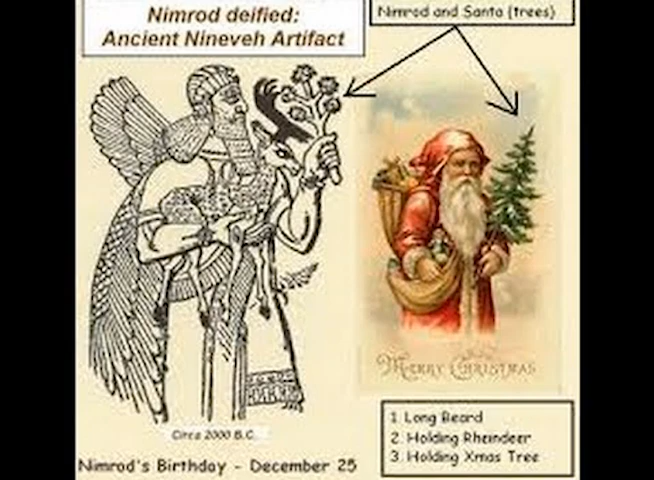 Nimrod deified:
Ancient Nineveh Artifact
Nimrod and Santa (trees)
MERRY CHRISTMAS
Circa 2000 B.C.
1. Long Beard
2. Holding Rheindeer
3. Holding Xmas Tree
Nimrod's Birthday - December 25